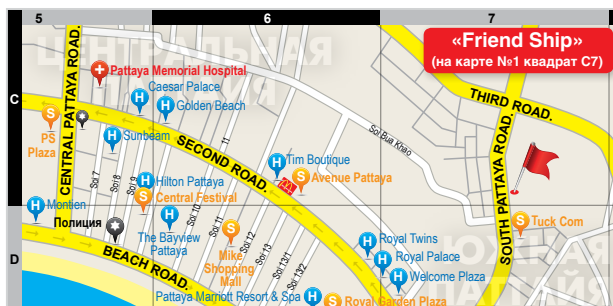 5
6
7
«Friend Ship»
(на карте №1 квадрат С7)
ЦЕНТРАЛЬНАЯ
ПАТТАЙЯ
CENTRAL PATTAYA ROAD.
Pattaya Memorial Hospital
Caesar Palace
Golden Beach
THIRD ROAD.
C
PS
Plaza
Sunbeam
SECOND ROAD.
11
Soi Bua Khao
SOUTH PATTAYA ROAD.
Tim Boutique
Avenue Pattaya
Soi.7
Soi.8
Soi.9
Hilton Pattaya
Central Festival
Soi.10
Soi.11
Soi.12
Soi.13
Soi.13/1
Soi.13/2
Montien
Полиция
The Bayview
Pattaya
Mike
Shopping
Mall
Tuck Com
D
BEACH ROAD.
Royal Twins
Royal Palace
Welcome Plaza
ЮЖНАЯ
ПАТТАЙЯ
Pattaya Marriott Resort & Spa
Royal Garden Plaza